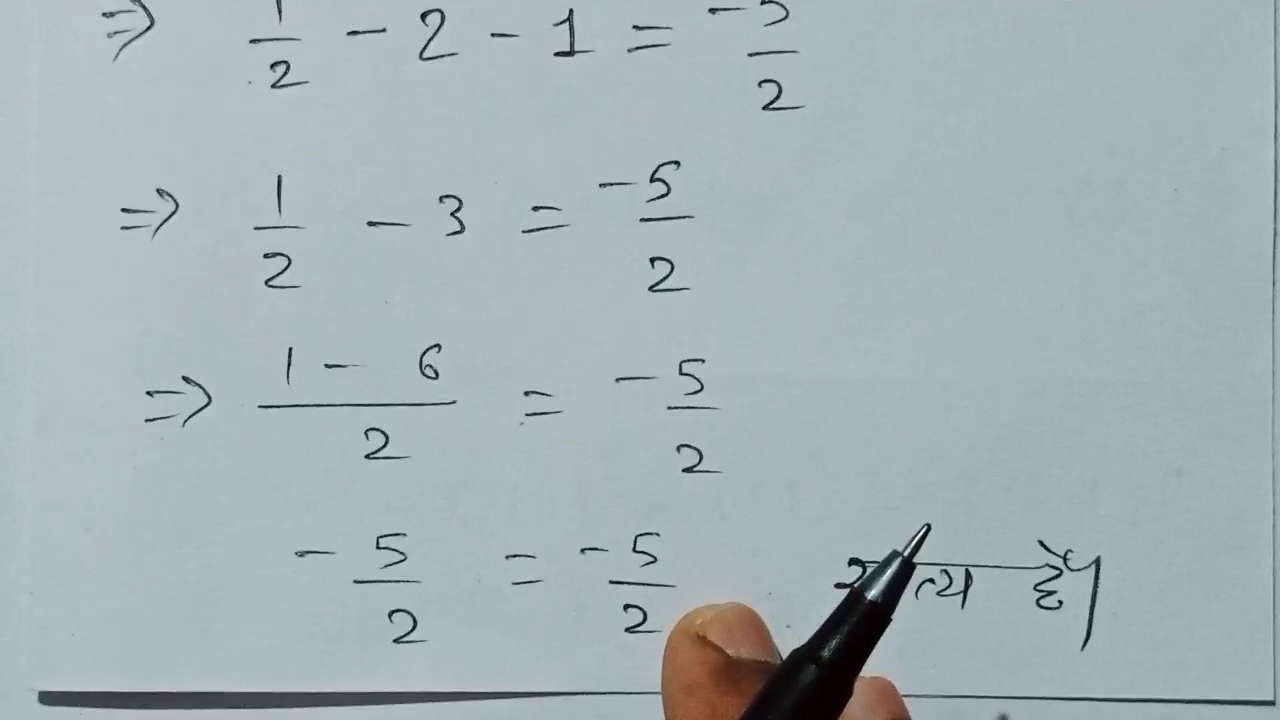 ⇒ 1/2 - 2 - 1 = -5/2
⇒ 1/2 - 3 = -5/2
⇒ (1 - 6)/2 = -5/2
-5/2 = -5/2